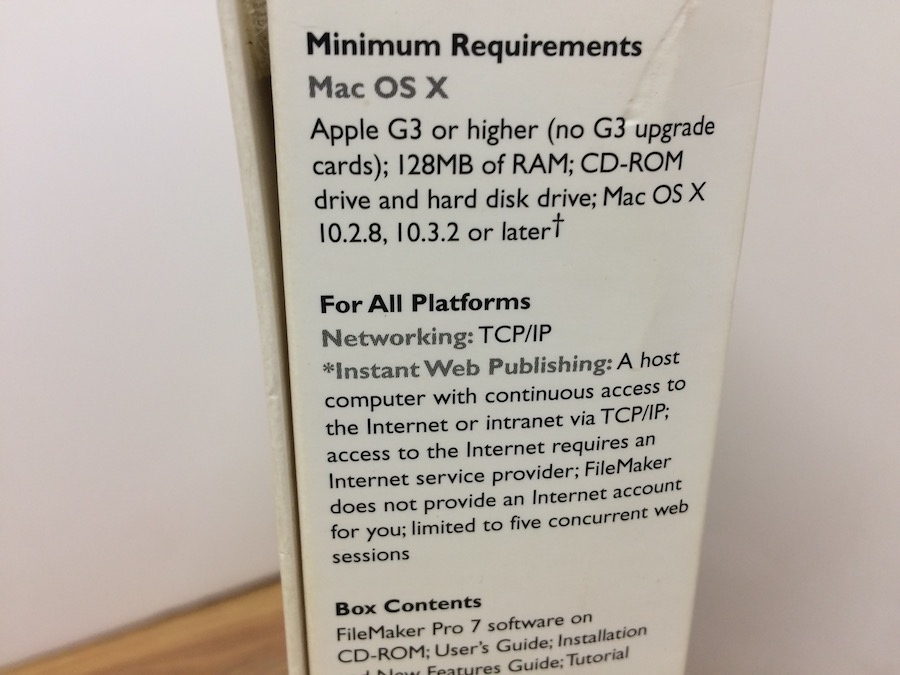 Minimum Requirements
Mac OS X
Apple G3 or higher (no G3 upgrade
cards); 128MB of RAM; CD-ROM
drive and hard disk drive; Mac OS X
10.2.8, 10.3.2 or later†
For All Platforms
Networking: TCP/IP
*Instant Web Publishing: A host
computer with continuous access to
the Internet or intranet via TCP/IP;
access to the Internet requires an
Internet service provider; FileMaker
does not provide an Internet account
for you; limited to five concurrent web
sessions
Box Contents
FileMaker Pro 7 software on
CD-ROM; User's Guide; Installation
and New Features Guide; Tutorial